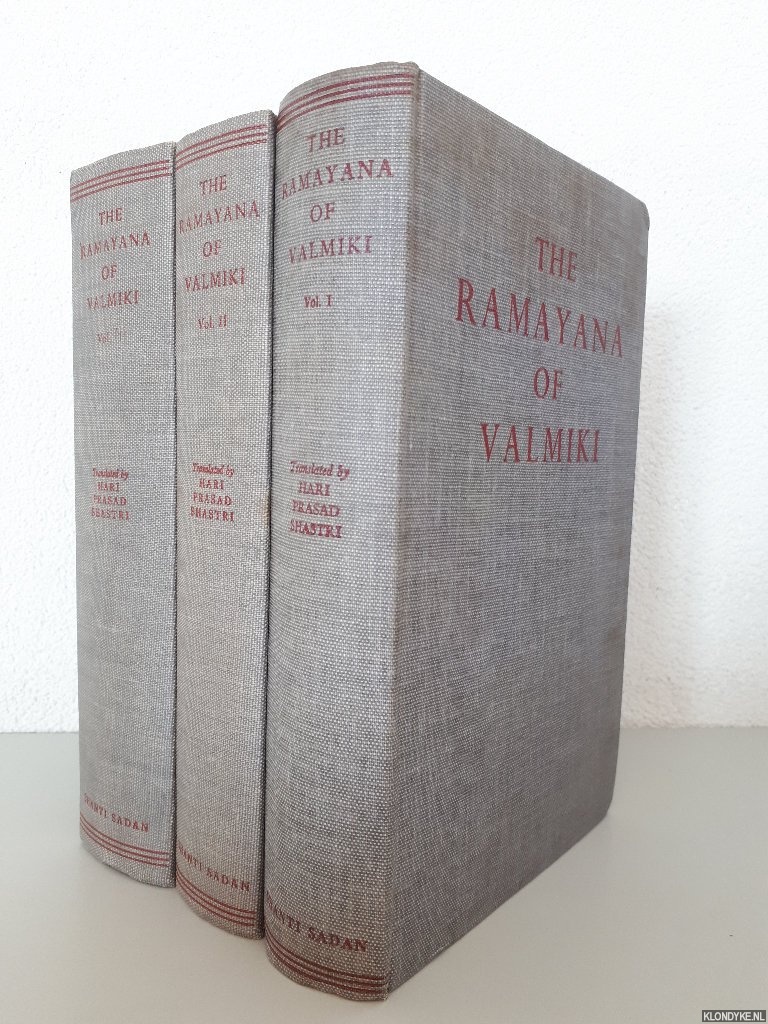 THE
RAMAYANA
OF
VALMIKI
Translated by
HARI
PRASAD
SHASTRI
SHANTI SADAN
THE
RAMAYANA
OF
VALMIKI
Vol. II
Translated by
HARI
PRASAD
SHASTRI
SHANTI SADAN
THE
RAMAYANA
OF
VALMIKI
Vol. I
Translated by
HARI
PRASAD
SHASTRI
SHANTI SADAN
THE
RAMAYANA
OF
VALMIKI
KLONDYKE.NL